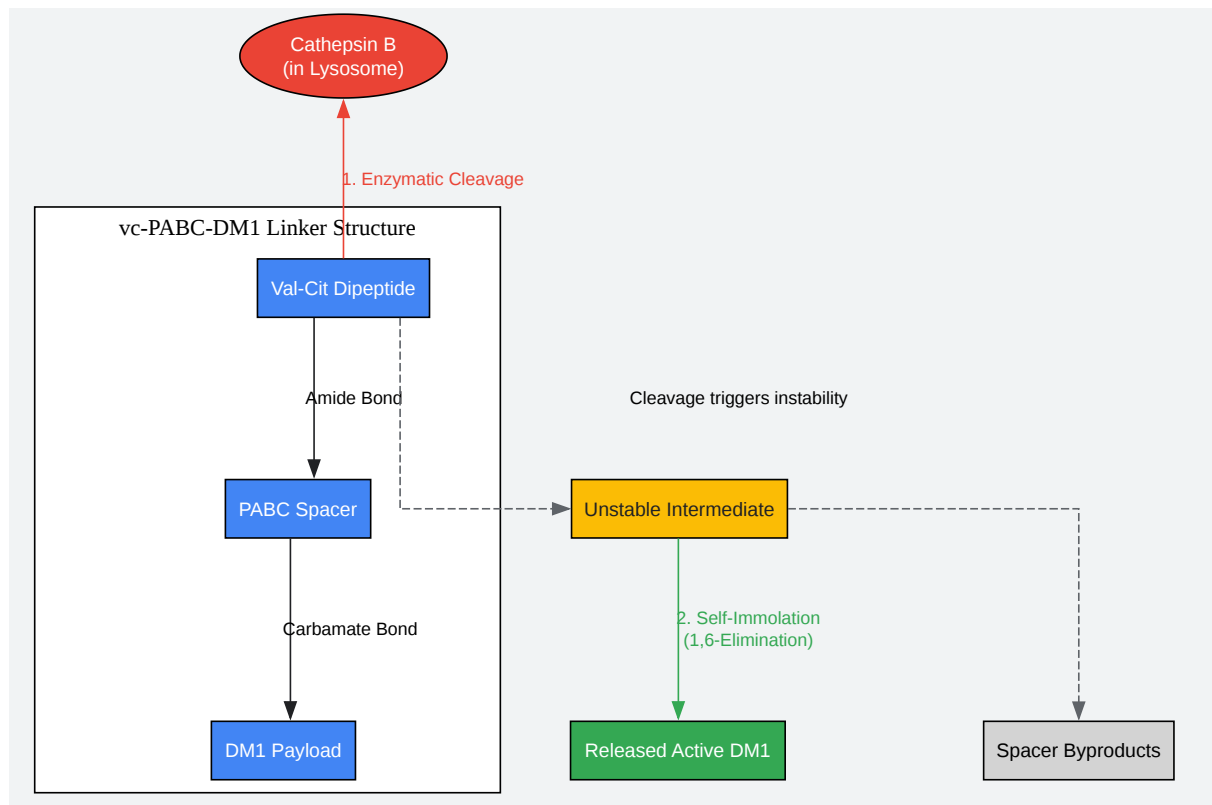 Cathepsin B
(in Lysosome)
1. Enzymatic Cleavage
vc-PABC-DM1 Linker Structure
Val-Cit Dipeptide
Amide Bond
Cleavage triggers instability
PABC Spacer
Unstable Intermediate
Carbamate Bond
2. Self-Immolation
(1,6-Elimination)
DM1 Payload
Released Active DM1
Spacer Byproducts